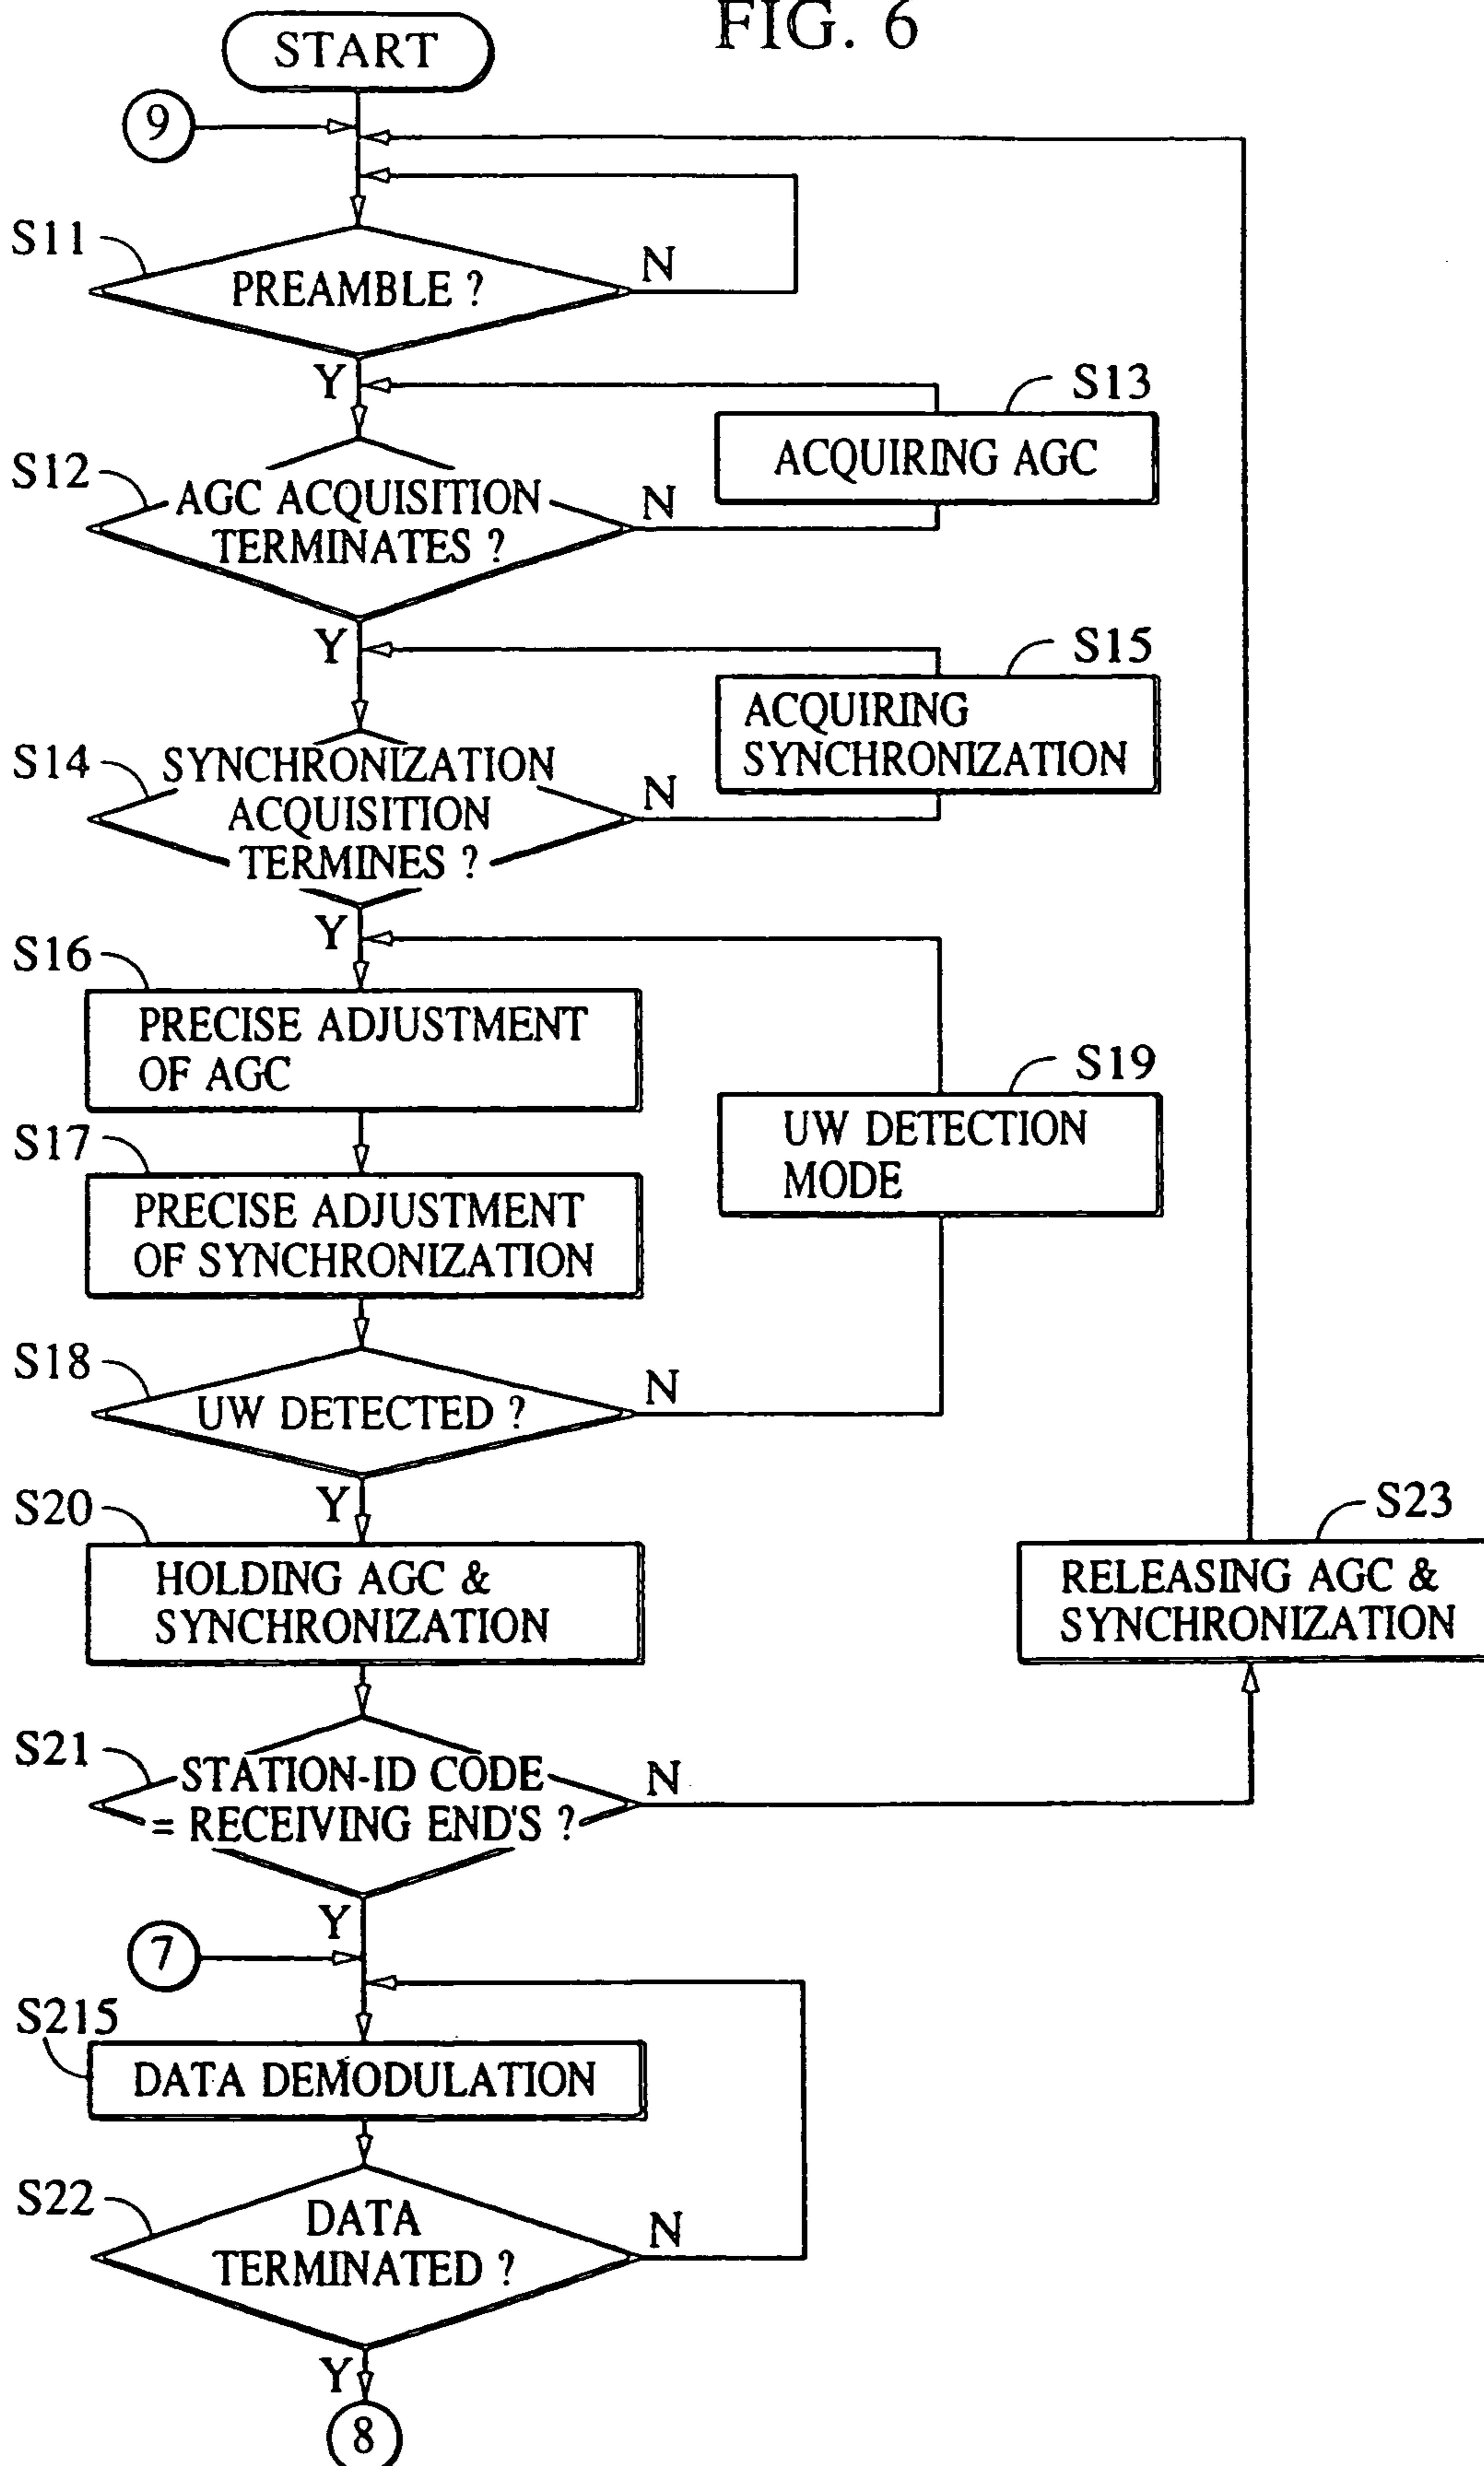 FIG. 6
START
9
S11
PREAMBLE ?
N
Y
S13
ACQUIRING AGC
S12
AGC ACQUISITION
TERMINATES ?
N
Y
S15
ACQUIRING
SYNCHRONIZATION
S14
SYNCHRONIZATION
ACQUISITION
TERMINES ?
N
Y
S16
PRECISE ADJUSTMENT
OF AGC
S19
UW DETECTION
MODE
S17
PRECISE ADJUSTMENT
OF SYNCHRONIZATION
S18
UW DETECTED ?
N
Y
S20
HOLDING AGC &
SYNCHRONIZATION
S23
RELEASING AGC &
SYNCHRONIZATION
S21
STATION-ID CODE
= RECEIVING END'S ?
N
Y
7
S215
DATA DEMODULATION
S22
DATA
TERMINATED ?
N
Y
8